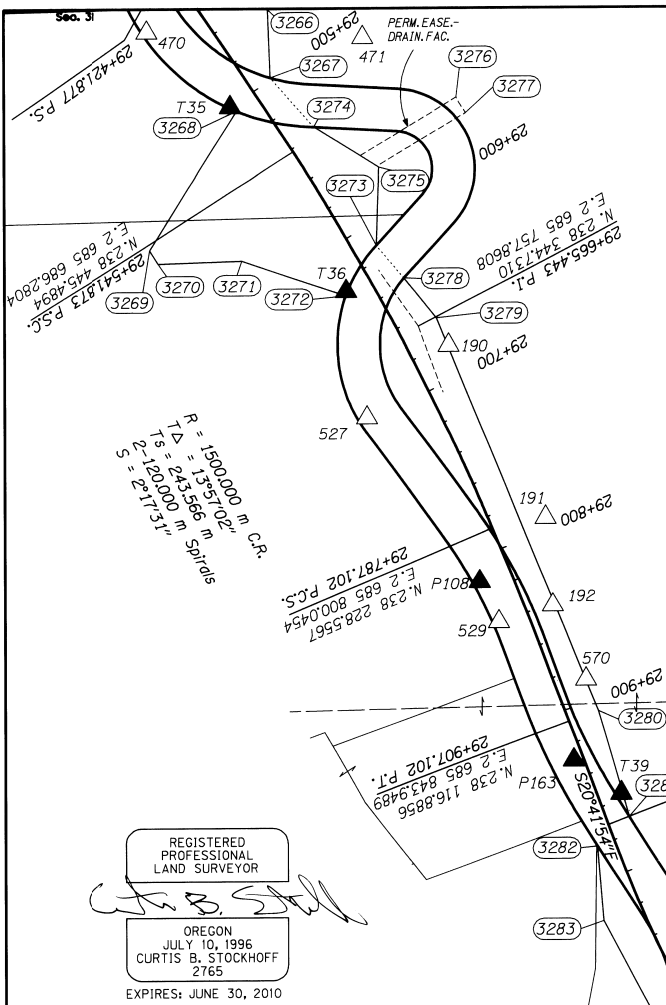 Sec. 31
470
29+421.877 P.S.
3266
29+500
3267
471
PERM. EASE.-
DRAIN. FAC.
3276
3277
T35
3268
3274
29+600
3273
3275
N. 238 445.4894
E. 2 685 686.2804
29+541.873 P.S.C.
3269
3270
3271
T36
3272
3278
29+665.443 P.I.
N. 238 344.7310
E. 2 685 757.8608
3279
190
29+700
527
R = 1500.000 m C.R.
TΔ = 13°57'02"
Ts = 243.566 m
2-120.000 m Spirals
S = 2°17'31"
191
29+800
29+787.102 P.C.S.
N. 238 228.5567
E. 2 685 800.0454
P108
192
529
570
29+900
3280
29+907.102 P.T.
N. 238 116.8856
E. 2 685 843.9489
P163
T39
328
S20°41'54"E
3282
3283
REGISTERED
PROFESSIONAL
LAND SURVEYOR
Curtis B. Stockhoff
OREGON
JULY 10, 1996
CURTIS B. STOCKHOFF
2765
EXPIRES: JUNE 30, 2010